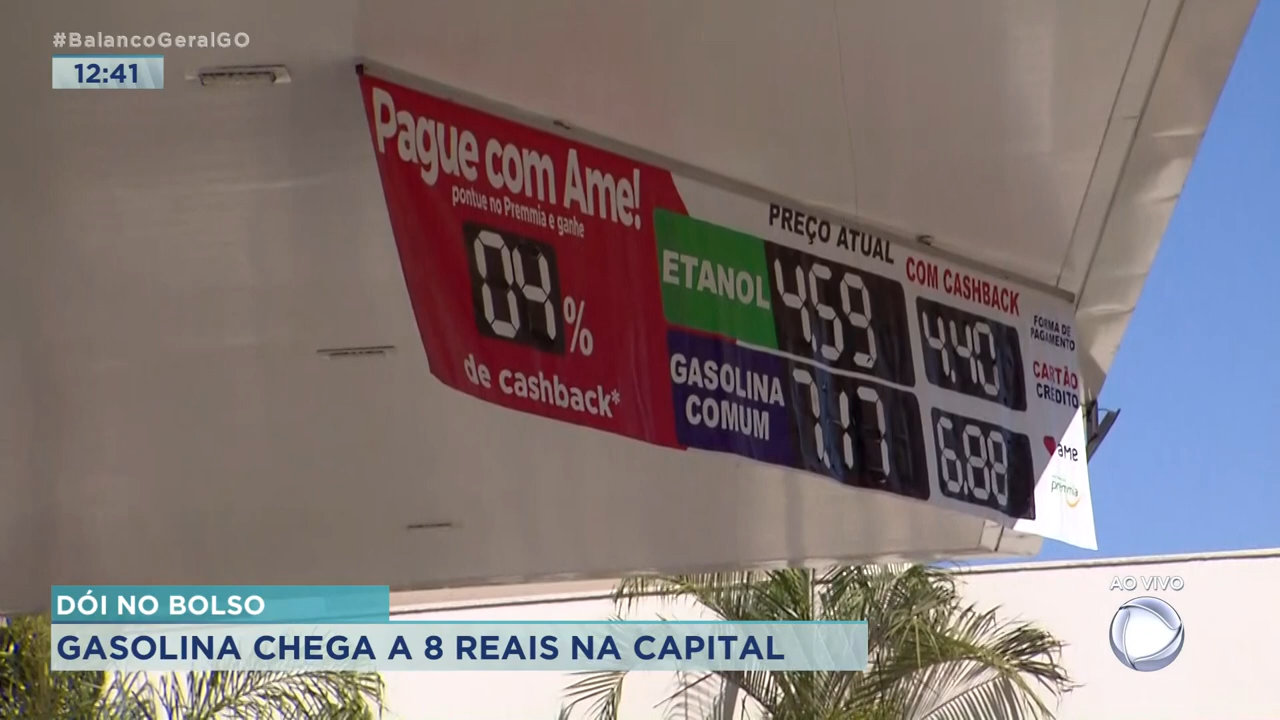 #BalancoGeralGO
12:41
Pague com Ame!
pontue no Premmia e ganhe
04%
de cashback*
PREÇO ATUAL
COM CASHBACK
ETANOL
4,59
4,40
GASOLINA
COMUM
7,17
6,88
FORMA DE
PAGAMENTO
CARTÃO
CRÉDITO
ame
premmia
DÓI NO BOLSO
GASOLINA CHEGA A 8 REAIS NA CAPITAL
AO VIVO